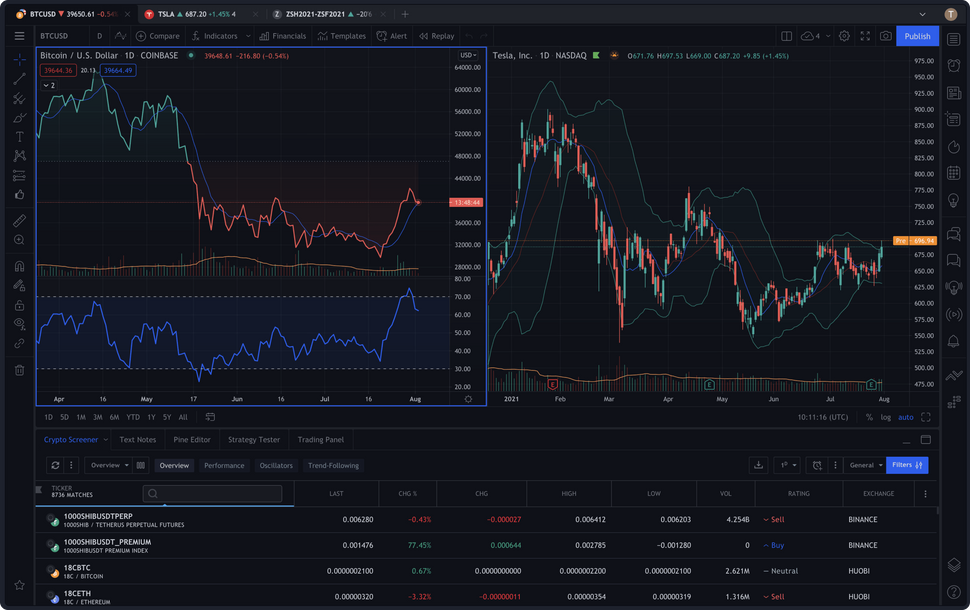 BTCUSD ▼ 39650.61 −0.54%
TSLA ▲ 687.20 +1.45% 4
Z ZSH2021-ZSF2021 ▲ −20%
T
BTCUSD D Compare Indicators Financials Templates Alert Replay 4 Publish
Bitcoin / U.S. Dollar 1D COINBASE 39648.61 −216.80 (−0.54%) USD
39644.36 20.13 39664.49
2
64000.00
60000.00
56000.00
52000.00
48000.00
44000.00
13:48:44
36000.00
32000.00
28000.00
80.00
70.00
60.00
50.00
40.00
30.00
20.00
Apr 16 May 17 Jun 16 Jul 16 Aug
Tesla, Inc. 1D NASDAQ O671.76 H697.53 L669.00 C687.20 +9.85 (+1.45%)
975.00
950.00
925.00
900.00
875.00
850.00
825.00
800.00
775.00
750.00
725.00
Pre 696.94
675.00
650.00
625.00
600.00
575.00
550.00
525.00
500.00
475.00
E E E
2021 Feb Mar Apr May Jun Jul Aug
1D 5D 1M 3M 6M YTD 1Y 5Y All
10:11:16 (UTC) % log auto
Crypto Screener Text Notes Pine Editor Strategy Tester Trading Panel
Overview Overview Performance Oscillators Trend-Following 1D General Filters
TICKER
8736 MATCHES
LAST CHG % CHG HIGH LOW VOL RATING EXCHANGE
1000SHIBUSDTPERP
1000SHIB / TETHERUS PERPETUAL FUTURES
0.006280 −0.43% −0.000027 0.006412 0.006203 4.254B Sell BINANCE
1000SHIBUSDT_PREMIUM
1000SHIBUSDT PREMIUM INDEX
0.001476 77.45% 0.000644 0.002785 −0.001280 0 Buy BINANCE
18CBTC
18C / BITCOIN
0.0000002100 0.67% 0.0000000000 0.0000002200 0.0000002100 2.621M Neutral HUOBI
18CETH
18C / ETHEREUM
0.00000320 −3.32% −0.00000011 0.00000354 0.00000319 1.316M Sell HUOBI